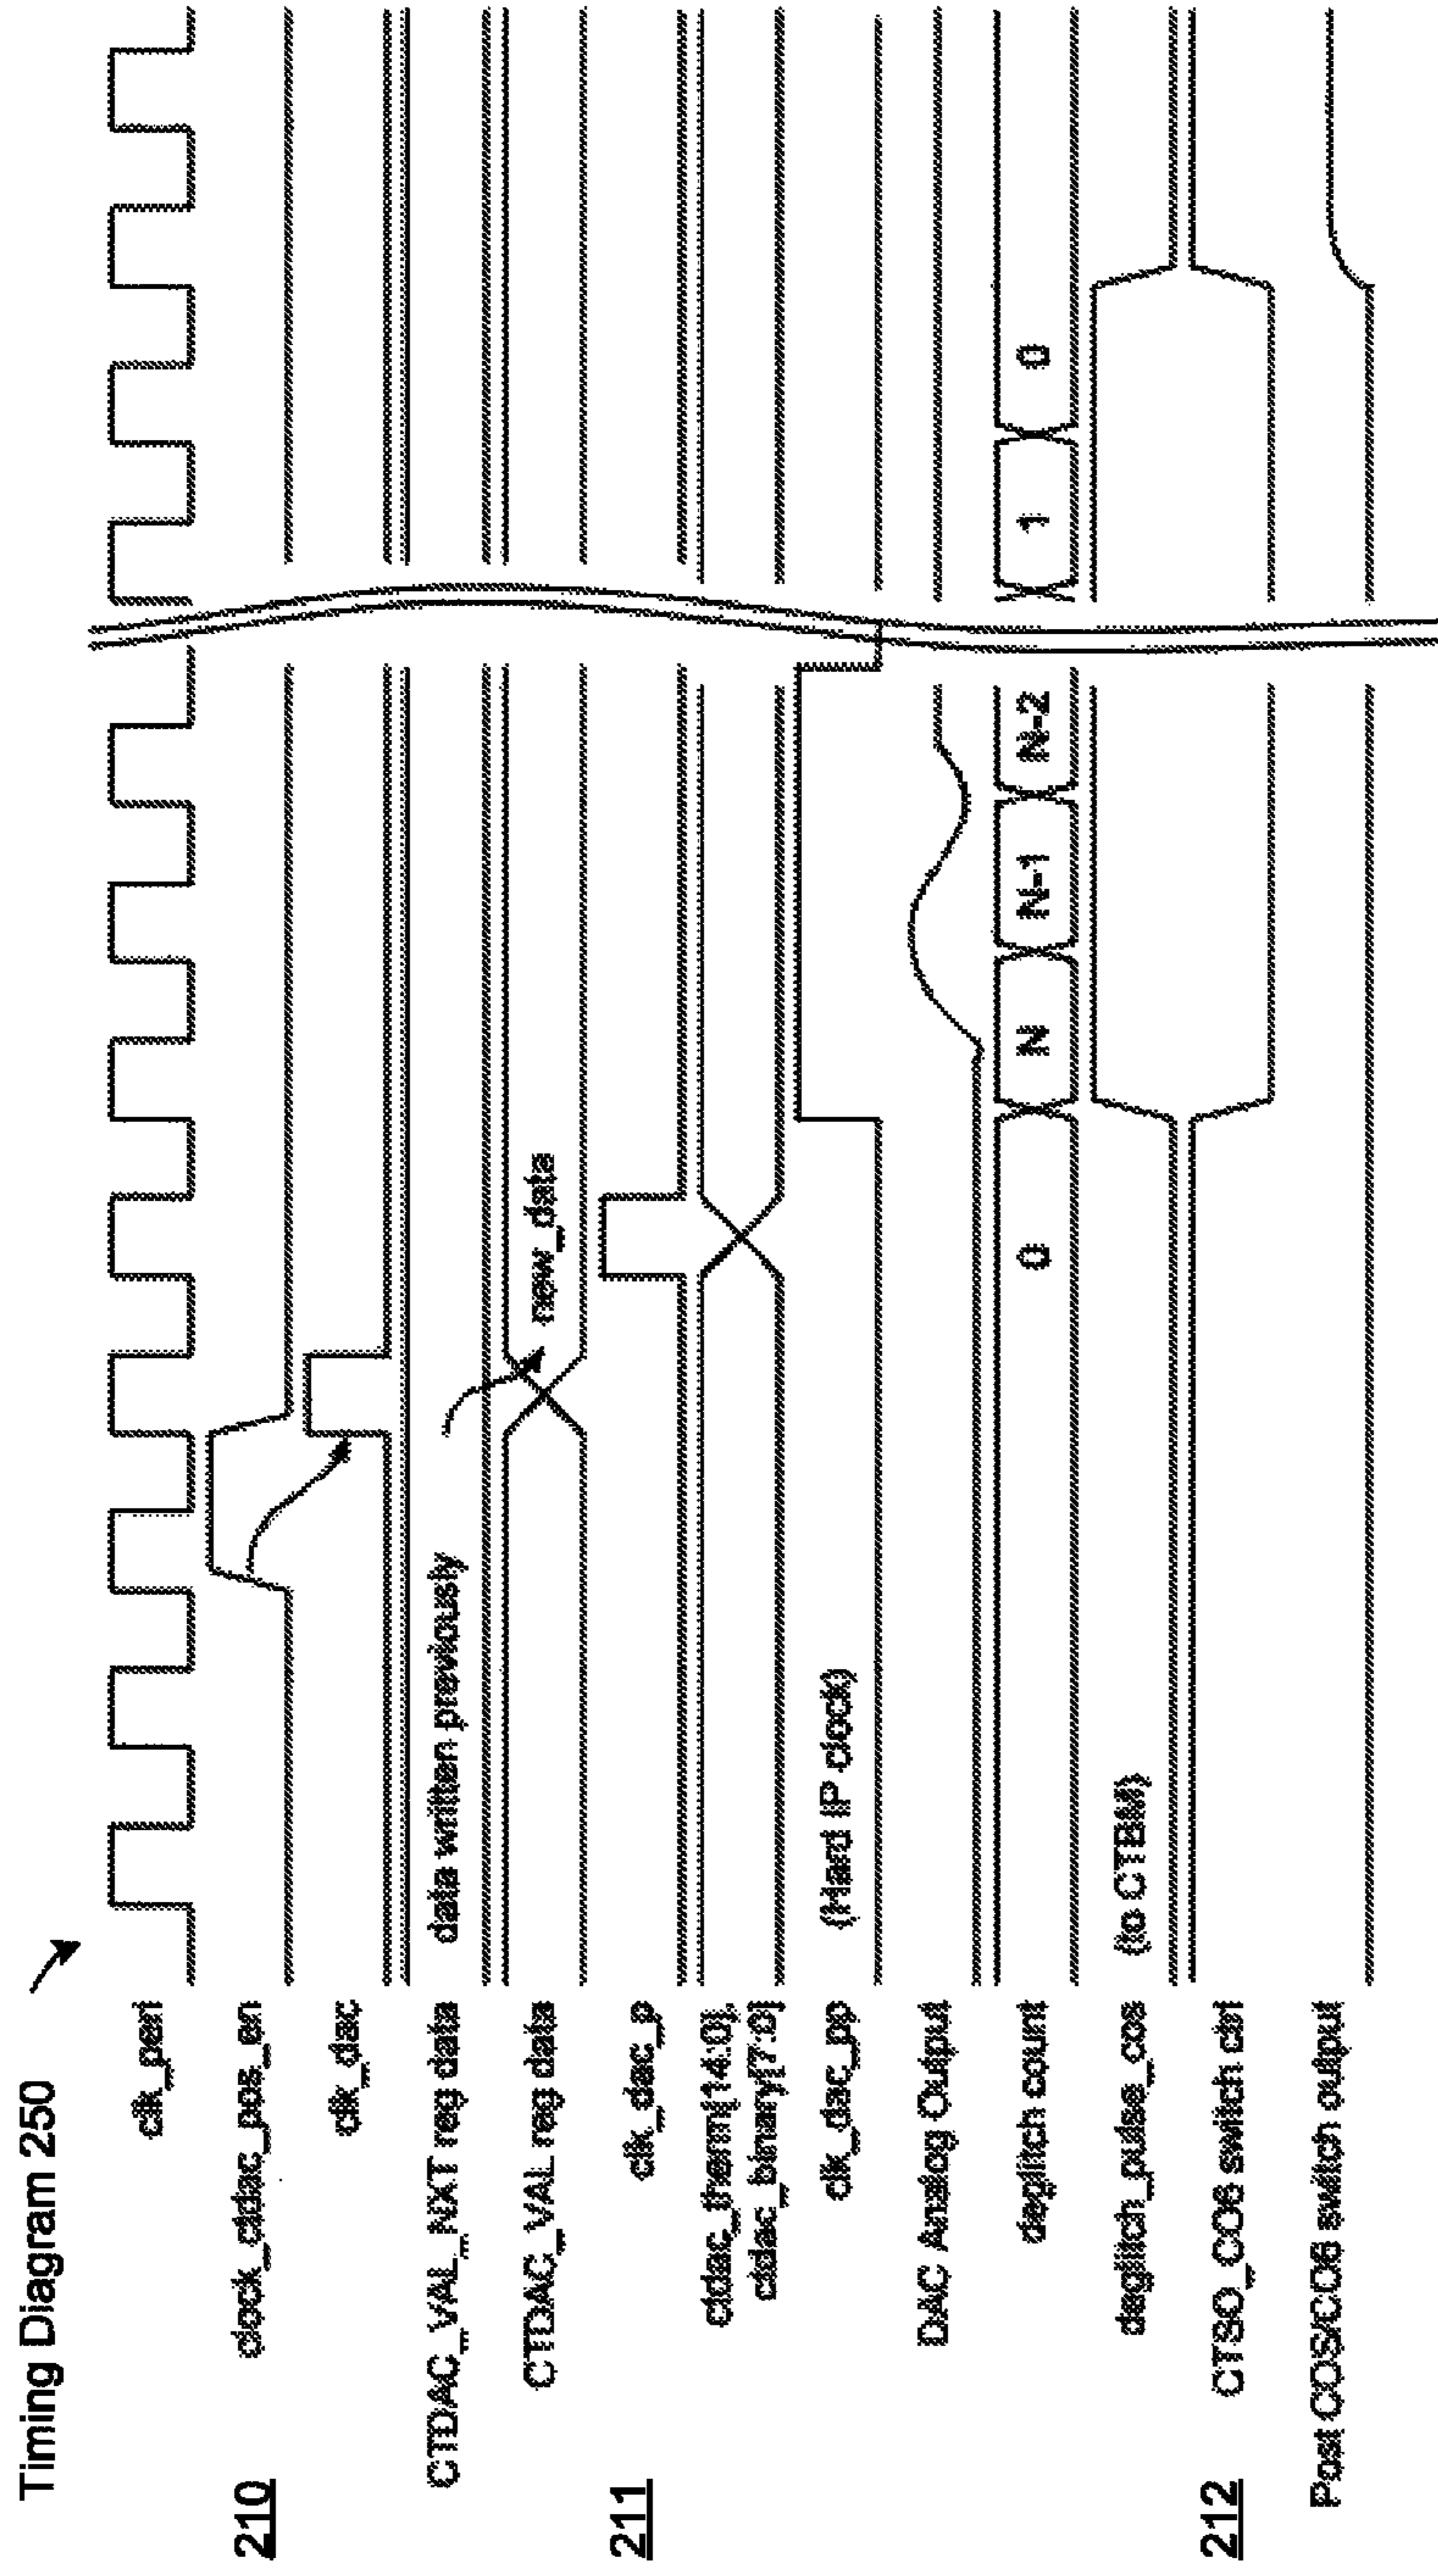 Timing Diagram 250
clk_peri
210
clock_ctdac_pos_en
clk_dac
CTDAC_VAL_NXT reg data
data written previously
CTDAC_VAL reg data
new_data
211
clk_dac_p
ctdac_therm[14:0],
ctdac_binary[7:0]
clk_dac_pp
(Hard IP clock)
DAC Analog Output
deglitch count
0 N N-1 N-2 1 0
deglitch_pulse_cos
(to CTBM)
212
CTSO_CO6 switch ctrl
Post COS/CO6 switch output